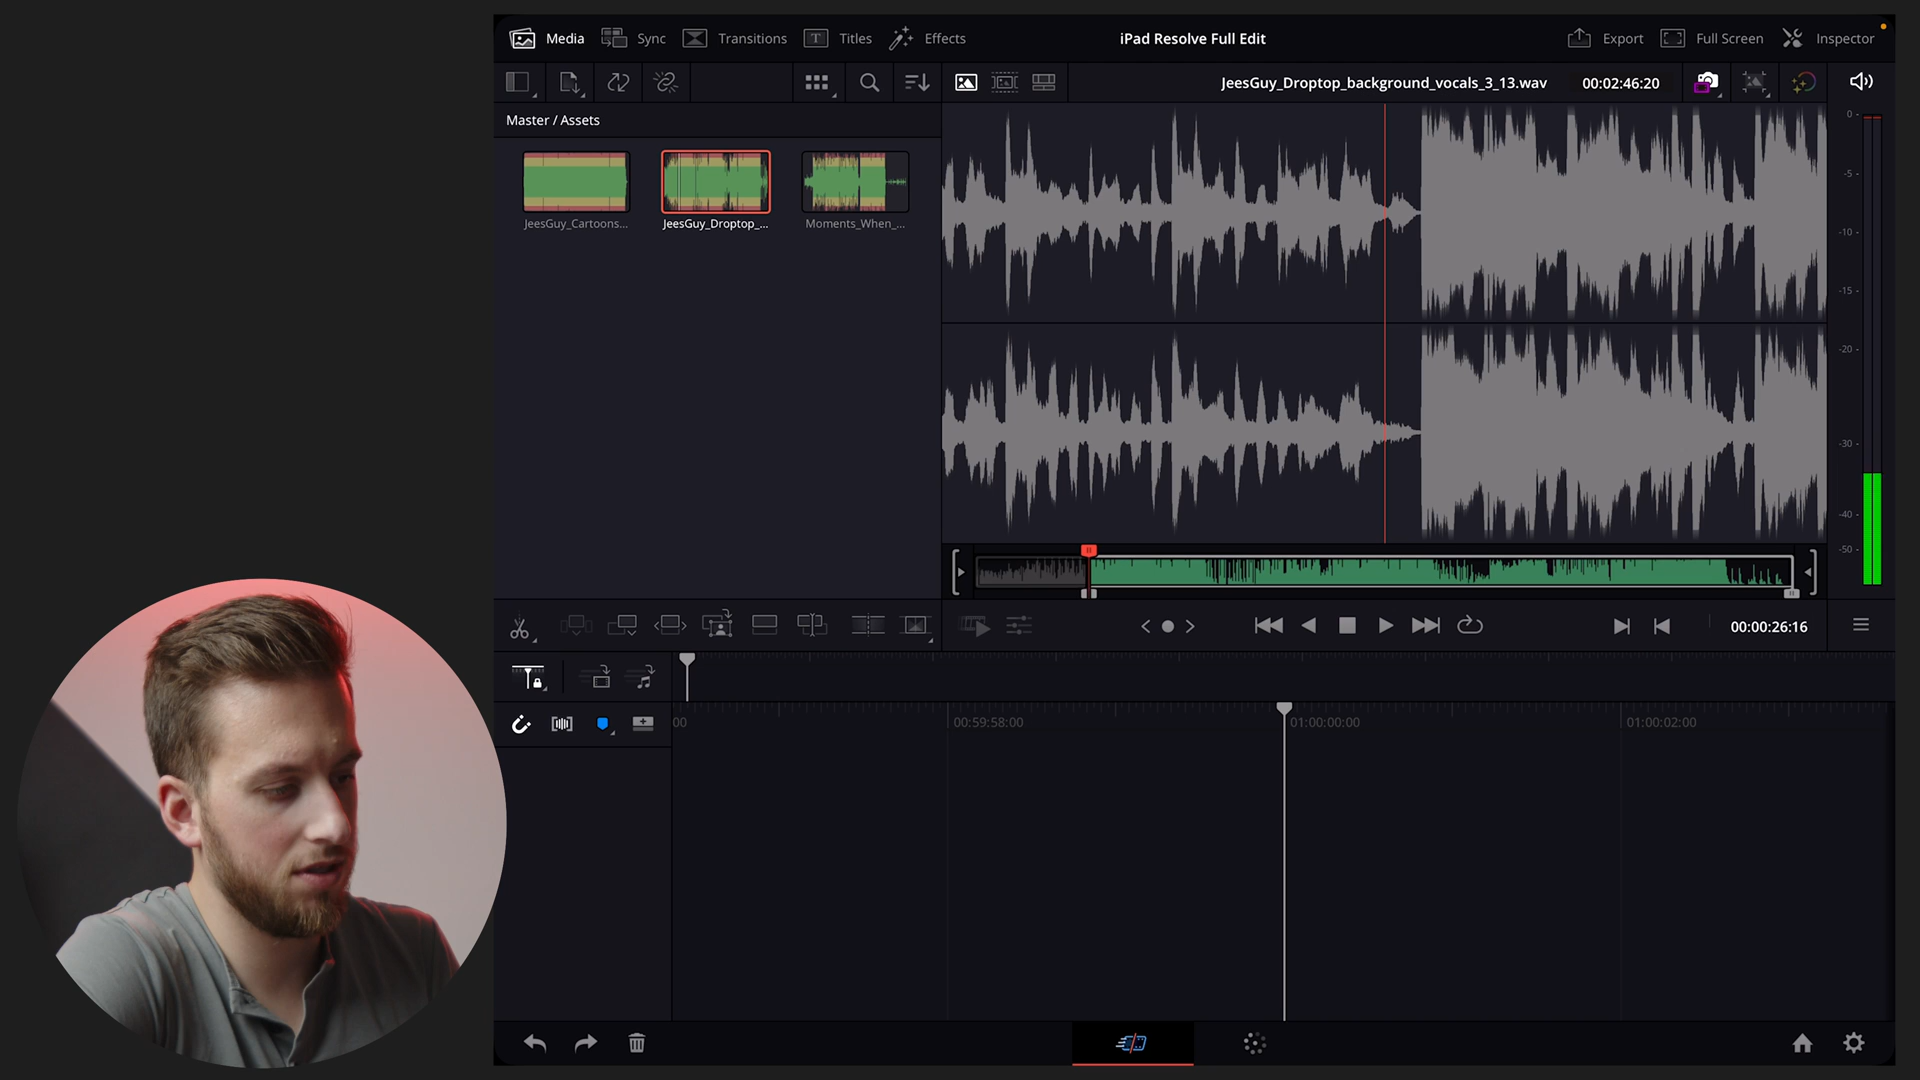 Media Sync Transitions Titles Effects iPad Resolve Full Edit Export Full Screen Inspector
JeesGuy_Droptop_background_vocals_3_13.wav 00:02:46:20
Master / Assets
JeesGuy_Cartoons... JeesGuy_Droptop_... Moments_When_...
0 -
-5 -
-10 -
-15 -
-20 -
-30 -
-40 -
-50 -
00:00:26:16
00 00:59:58:00 01:00:00:00 01:00:02:00